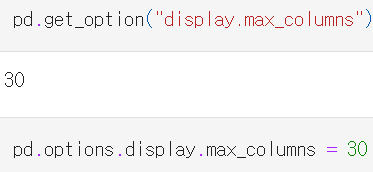 pd.get_option("display.max_columns")
30
pd.options.display.max_columns = 30